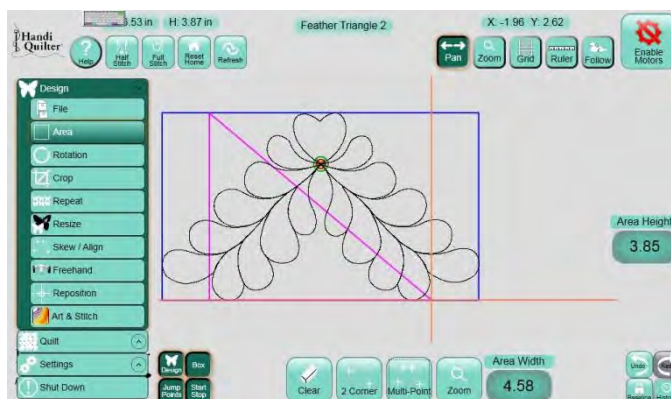 Handi
Quilter
.53 in H: 3.87 in
Feather Triangle 2
X: -1.96 Y: 2.62
Help
Half
Stitch
Full
Stitch
Reset
Home
Refresh
Pan
Zoom
Grid
Ruler
Follow
Enable
Motors
Design
File
Area
Rotation
Crop
Repeat
Resize
Skew / Align
Freehand
Reposition
Art & Stitch
Quilt
Settings
Shut Down
Area Height
3.85
Design
Box
Jump
Points
Start
Stop
Clear
2 Corner
Multi-Point
Zoom
Area Width
4.58
Undo